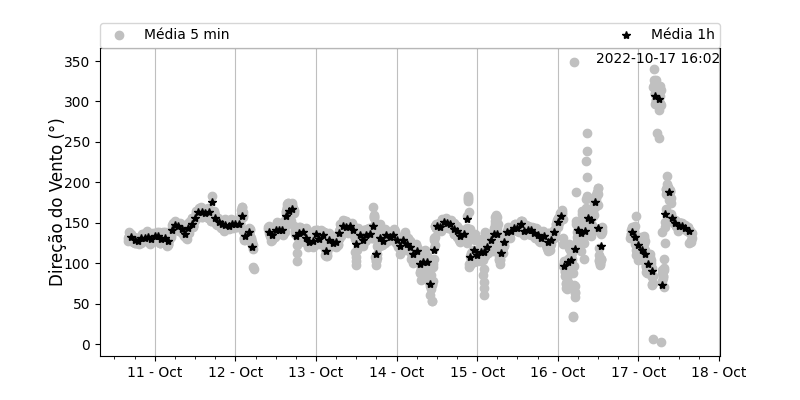 Média 5 min
Média 1h
2022-10-17 16:02
Direção do Vento (°)
350
300
250
200
150
100
50
0
11 - Oct
12 - Oct
13 - Oct
14 - Oct
15 - Oct
16 - Oct
17 - Oct
18 - Oct